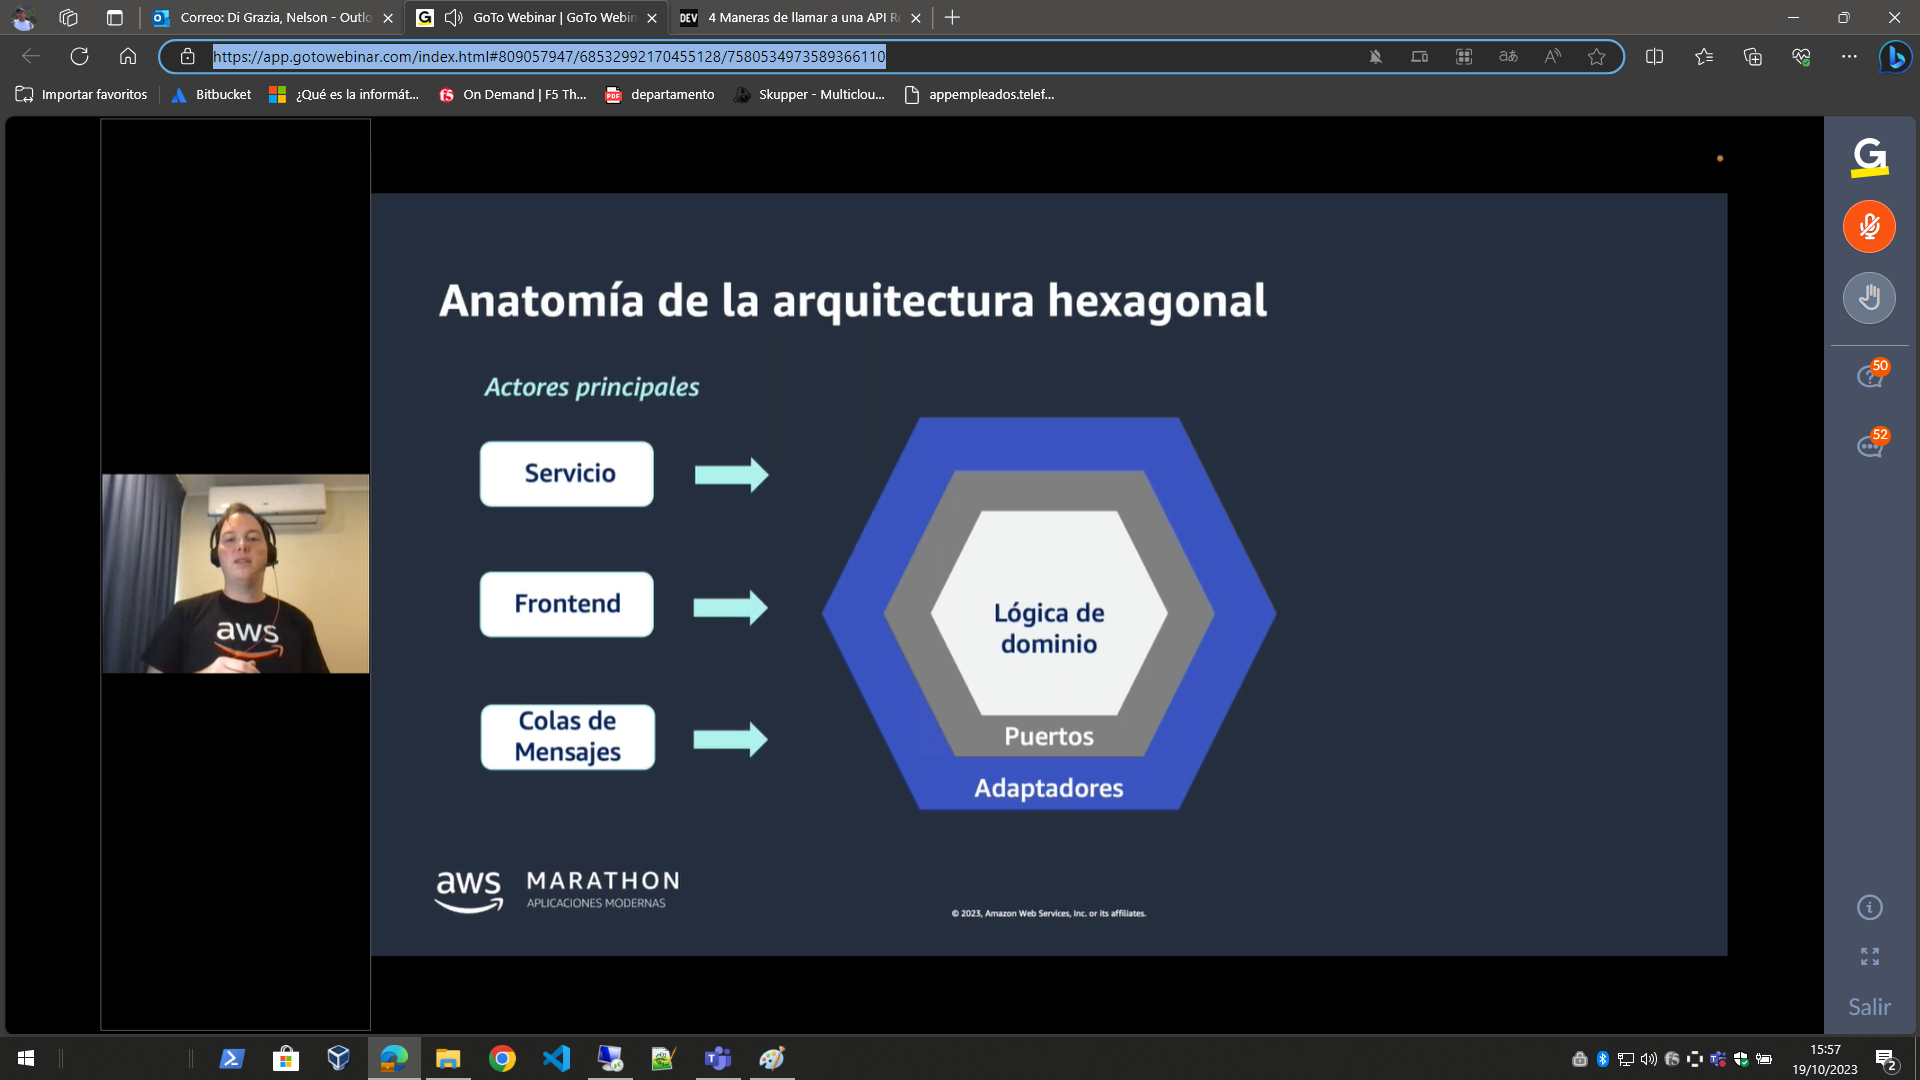 Correo: Di Grazia, Nelson - Outlo
GoTo Webinar | GoTo Webin
DEV
4 Maneras de llamar a una API Re
https://app.gotowebinar.com/index.html#809057947/68532992170455128/7580534973589366110
Importar favoritos
Bitbucket
¿Qué es la informát...
On Demand | F5 Th...
departamento
Skupper - Multiclou...
appempleados.telef...
G
Anatomía de la arquitectura hexagonal
Actores principales
Servicio
Frontend
Colas de
Mensajes
Lógica de
dominio
Puertos
Adaptadores
aws
aws
MARATHON
APLICACIONES MODERNAS
© 2023, Amazon Web Services, Inc. or its affiliates.
50
52
Salir
15:57
19/10/2023
2